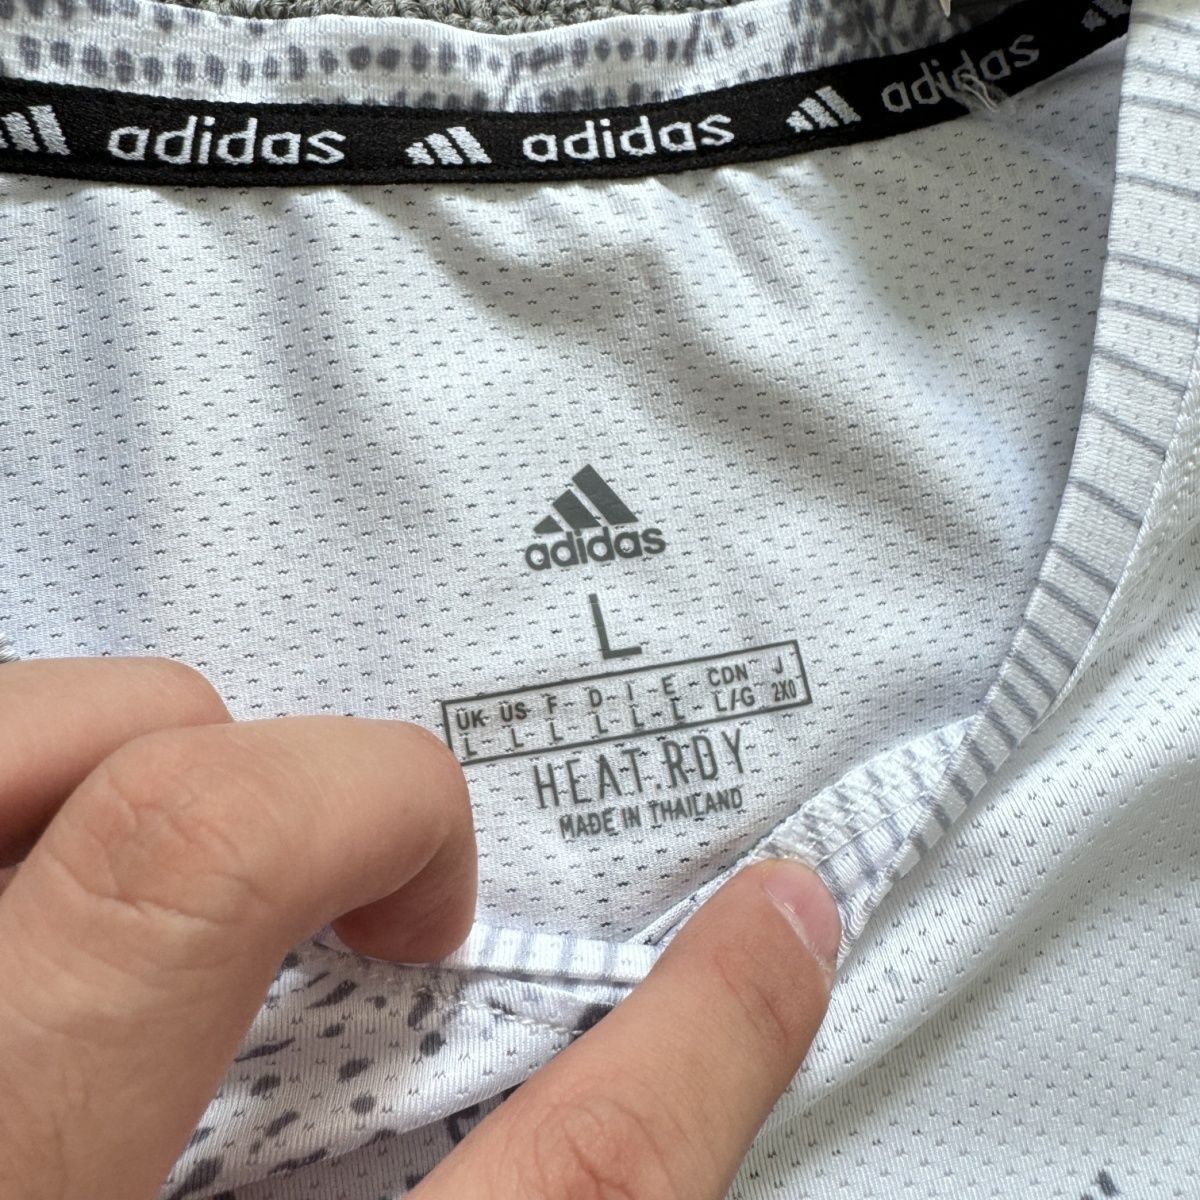 adidas adidas adidas
adidas
L
UK US F D I E CDN J
L L L L L L L/G 2XO
HEAT.RDY
MADE IN THAILAND